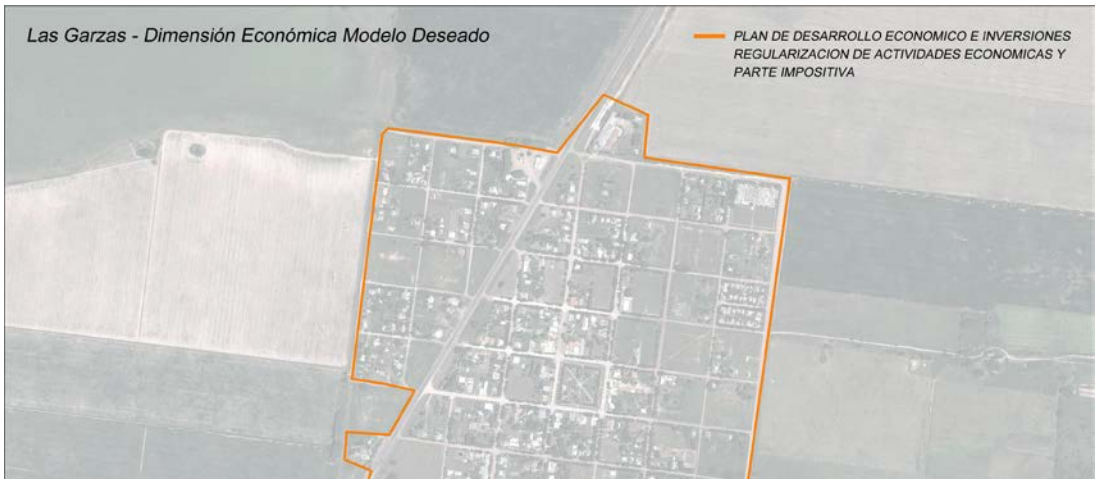 Las Garzas - Dimensión Económica Modelo Deseado
PLAN DE DESARROLLO ECONOMICO E INVERSIONES
REGULARIZACION DE ACTIVIDADES ECONOMICAS Y
PARTE IMPOSITIVA